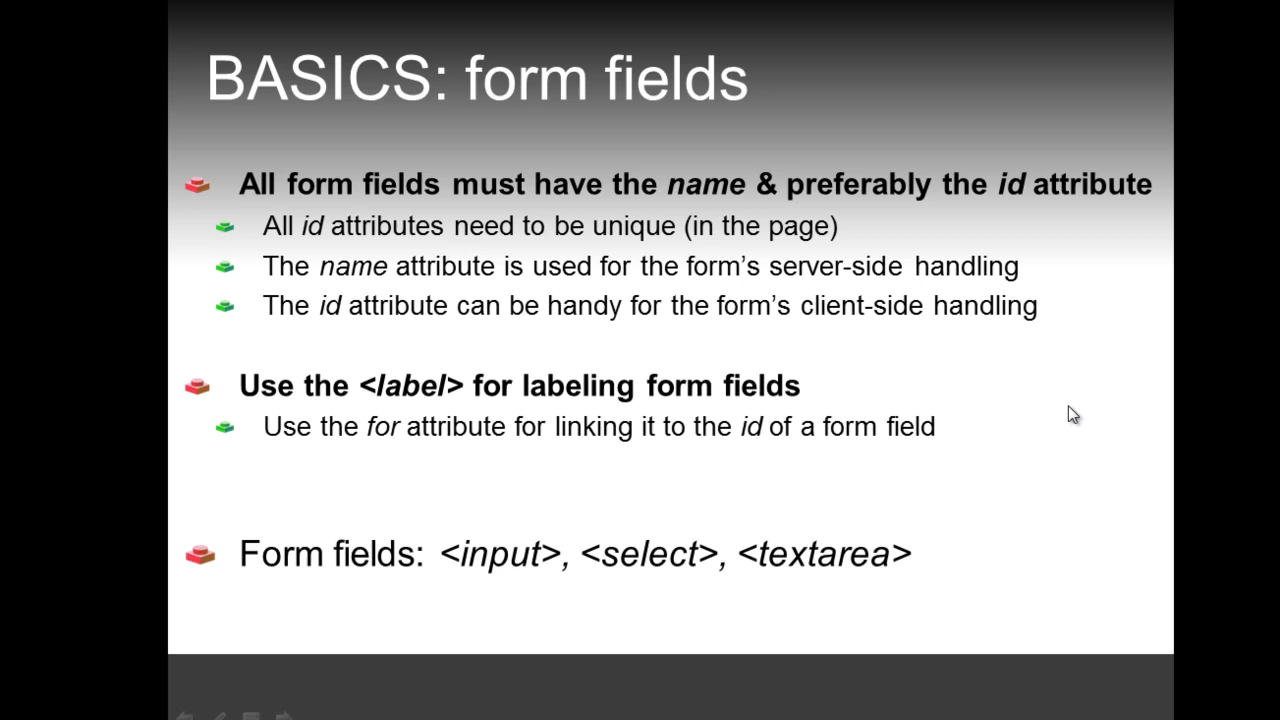 BASICS: form fields
All form fields must have the name & preferably the id attribute
All id attributes need to be unique (in the page)
The name attribute is used for the form’s server-side handling
The id attribute can be handy for the form’s client-side handling
Use the <label> for labeling form fields
Use the for attribute for linking it to the id of a form field
Form fields: <input>, <select>, <textarea>